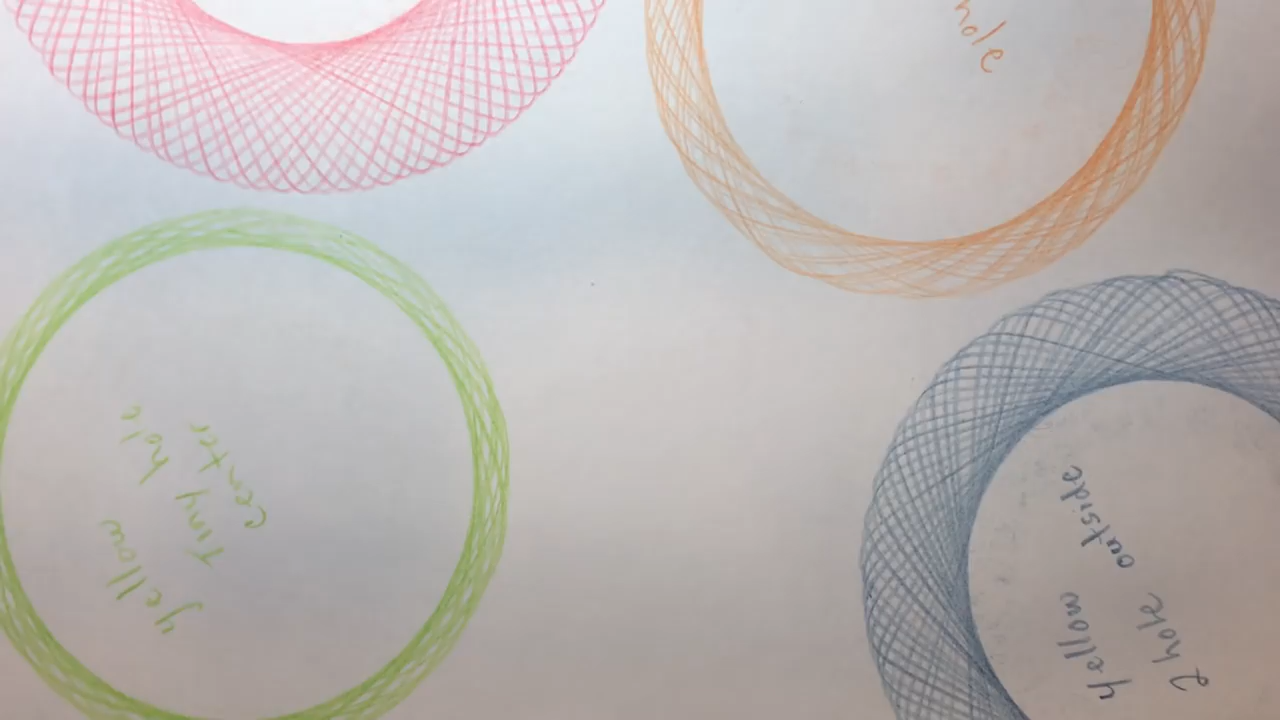 hole
yellow hole
Tiny
center
yellow outside
2 hole